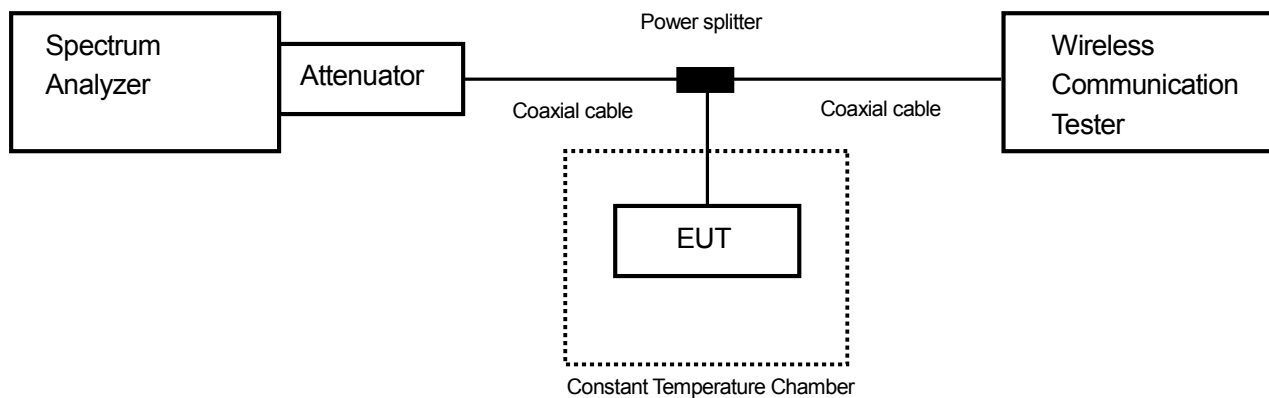 Power splitter
Spectrum
Analyzer
Attenuator
Wireless
Communication
Tester
Coaxial cable
Coaxial cable
EUT
Constant Temperature Chamber